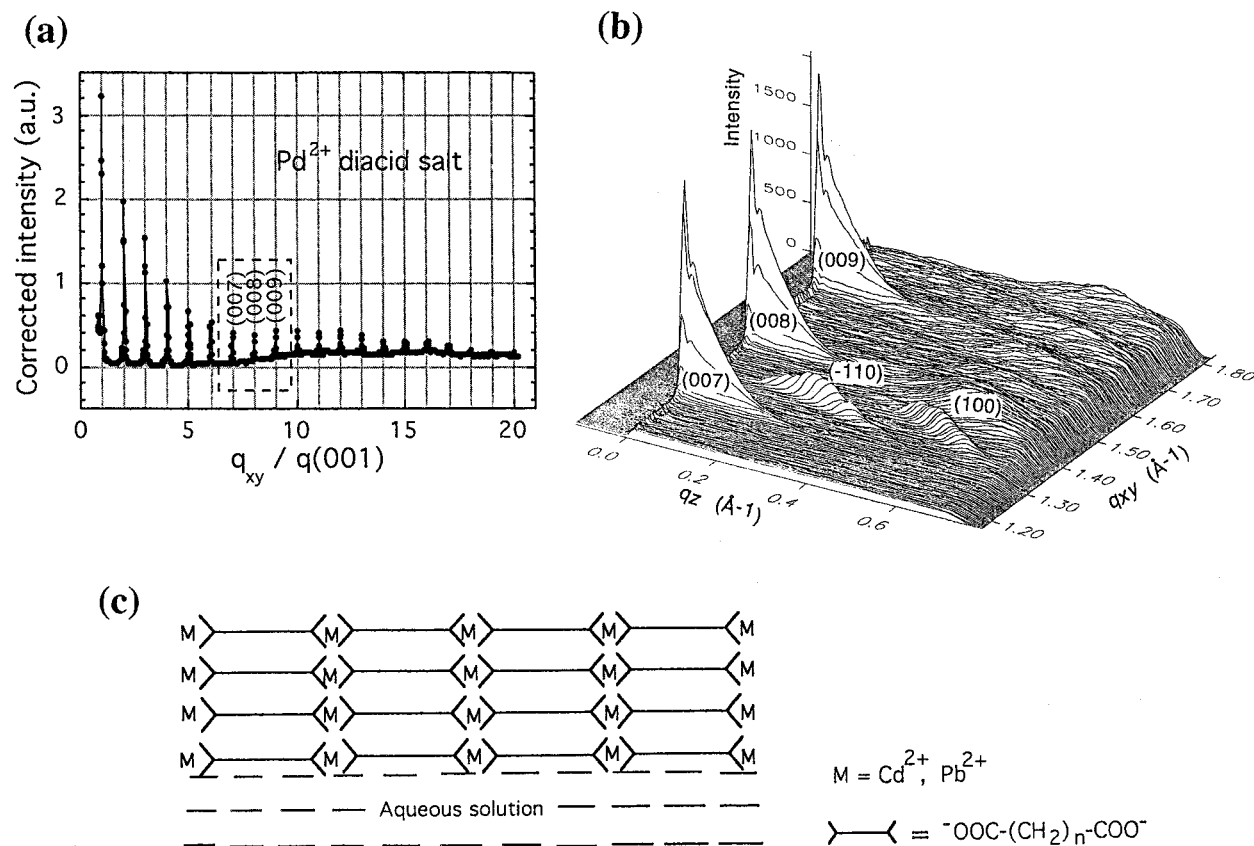 (a)
Corrected intensity (a.u.)
3
2
1
0
Pd2+ diacid salt
(007)
(008)
(009)
0 5 10 15 20
qxy / q(001)
(b)
Intensity
1500
1000
500
0
(009)
(008)
(007)
(-110)
(100)
0.0 0.2 0.4 0.6
qz (Å-1)
1.80
1.70
1.60
1.50
1.40
1.30
1.20
qxy (Å-1)
(c)
M M M M M
M M M M M
M M M M M
M M M M M
Aqueous solution
M = Cd2+, Pb2+
= -OOC-(CH2)n-COO-